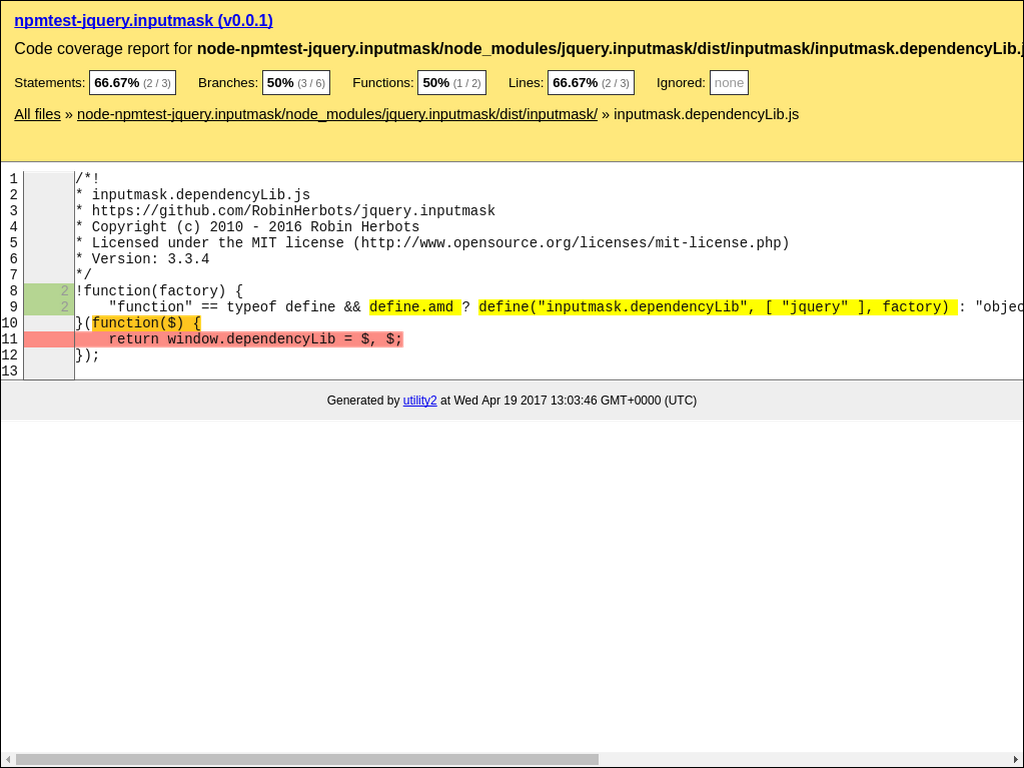 npmtest-jquery.inputmask (v0.0.1)
Code coverage report for node-npmtest-jquery.inputmask/node_modules/jquery.inputmask/dist/inputmask/inputmask.dependencyLib.j
Statements: 66.67% (2 / 3) Branches: 50% (3 / 6) Functions: 50% (1 / 2) Lines: 66.67% (2 / 3) Ignored: none
All files » node-npmtest-jquery.inputmask/node_modules/jquery.inputmask/dist/inputmask/ » inputmask.dependencyLib.js
1 /*!
2 * inputmask.dependencyLib.js
3 * https://github.com/RobinHerbots/jquery.inputmask
4 * Copyright (c) 2010 - 2016 Robin Herbots
5 * Licensed under the MIT license (http://www.opensource.org/licenses/mit-license.php)
6 * Version: 3.3.4
7 */
8 2 !function(factory) {
9 2     "function" == typeof define && define.amd ? define("inputmask.dependencyLib", [ "jquery" ], factory) : "objec
10 }(function($) {
11     return window.dependencyLib = $, $;
12 });
13
Generated by utility2 at Wed Apr 19 2017 13:03:46 GMT+0000 (UTC)